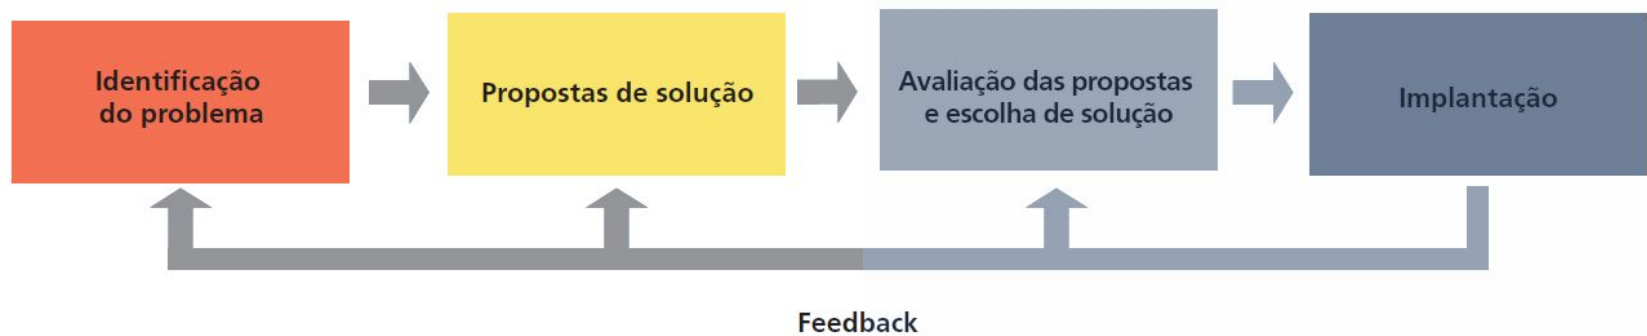 Identificação
do problema
Propostas de solução
Avaliação das propostas
e escolha de solução
Implantação
Feedback